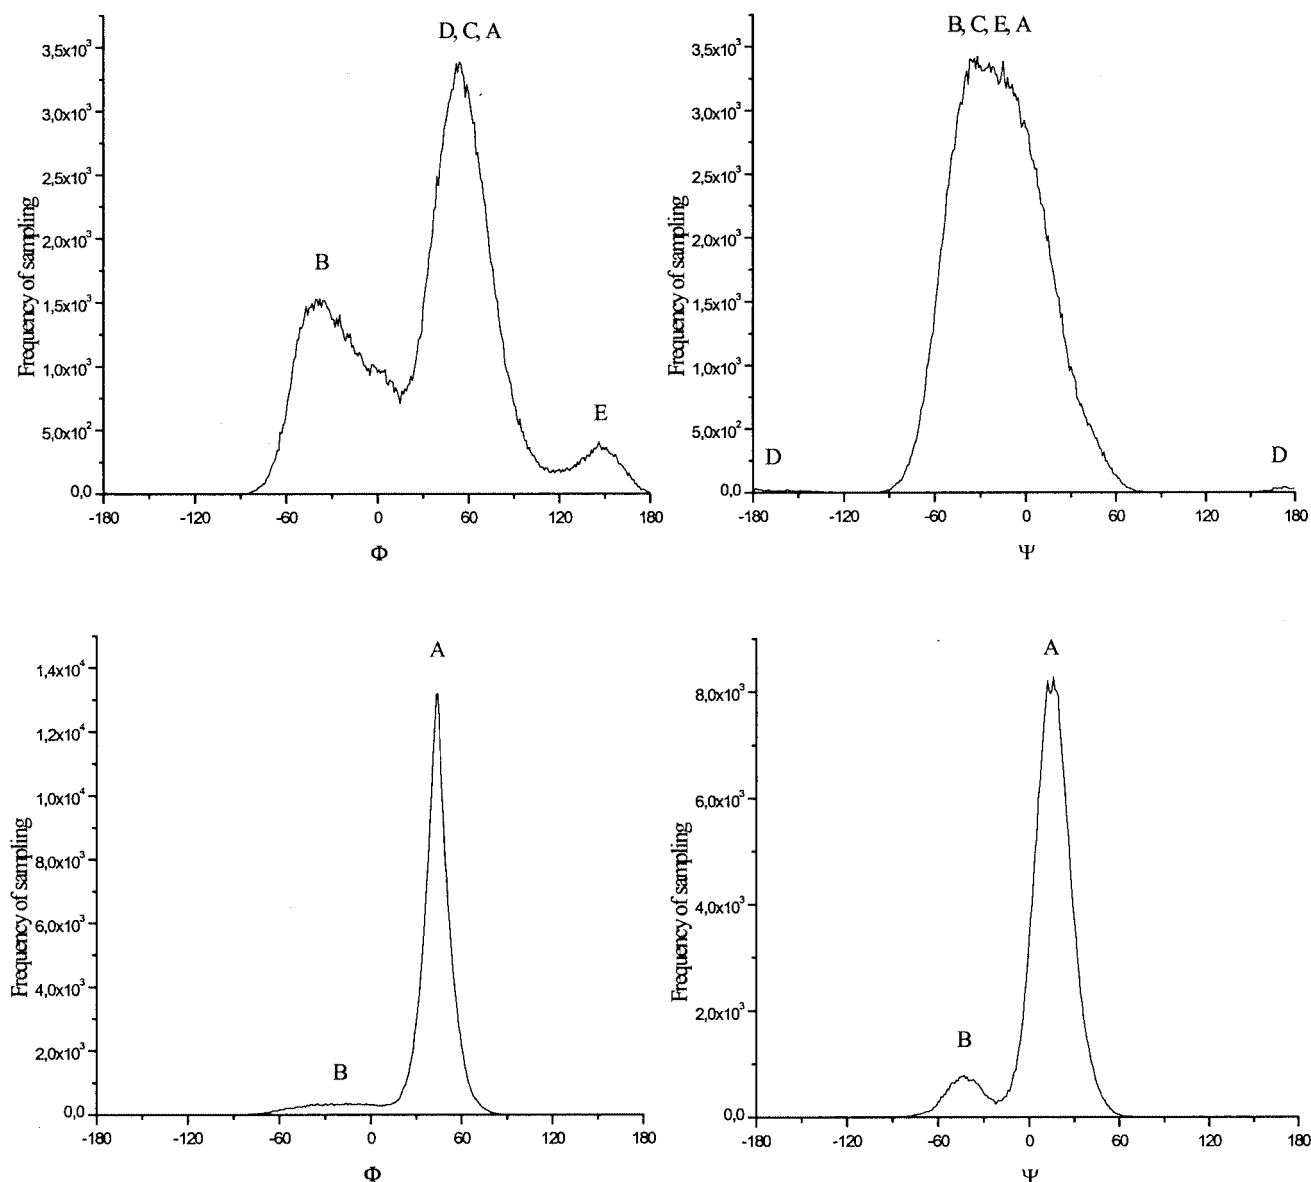 D, C, A
3,5x10³
3,0x10³
2,5x10³
2,0x10³
1,5x10³
1,0x10³
5,0x10²
0,0
Frequency of sampling
B
E
-180 -120 -60 0 60 120 180
Φ
B, C, E, A
3,5x10³
3,0x10³
2,5x10³
2,0x10³
1,5x10³
1,0x10³
5,0x10²
0,0
Frequency of sampling
D
D
-180 -120 -60 0 60 120 180
Ψ
A
1,4x10⁴
1,2x10⁴
1,0x10⁴
8,0x10³
6,0x10³
4,0x10³
2,0x10³
0,0
Frequency of sampling
B
-180 -120 -60 0 60 120 180
Φ
A
8,0x10³
6,0x10³
4,0x10³
2,0x10³
0,0
Frequency of sampling
B
-180 -120 -60 0 60 120 180
Ψ